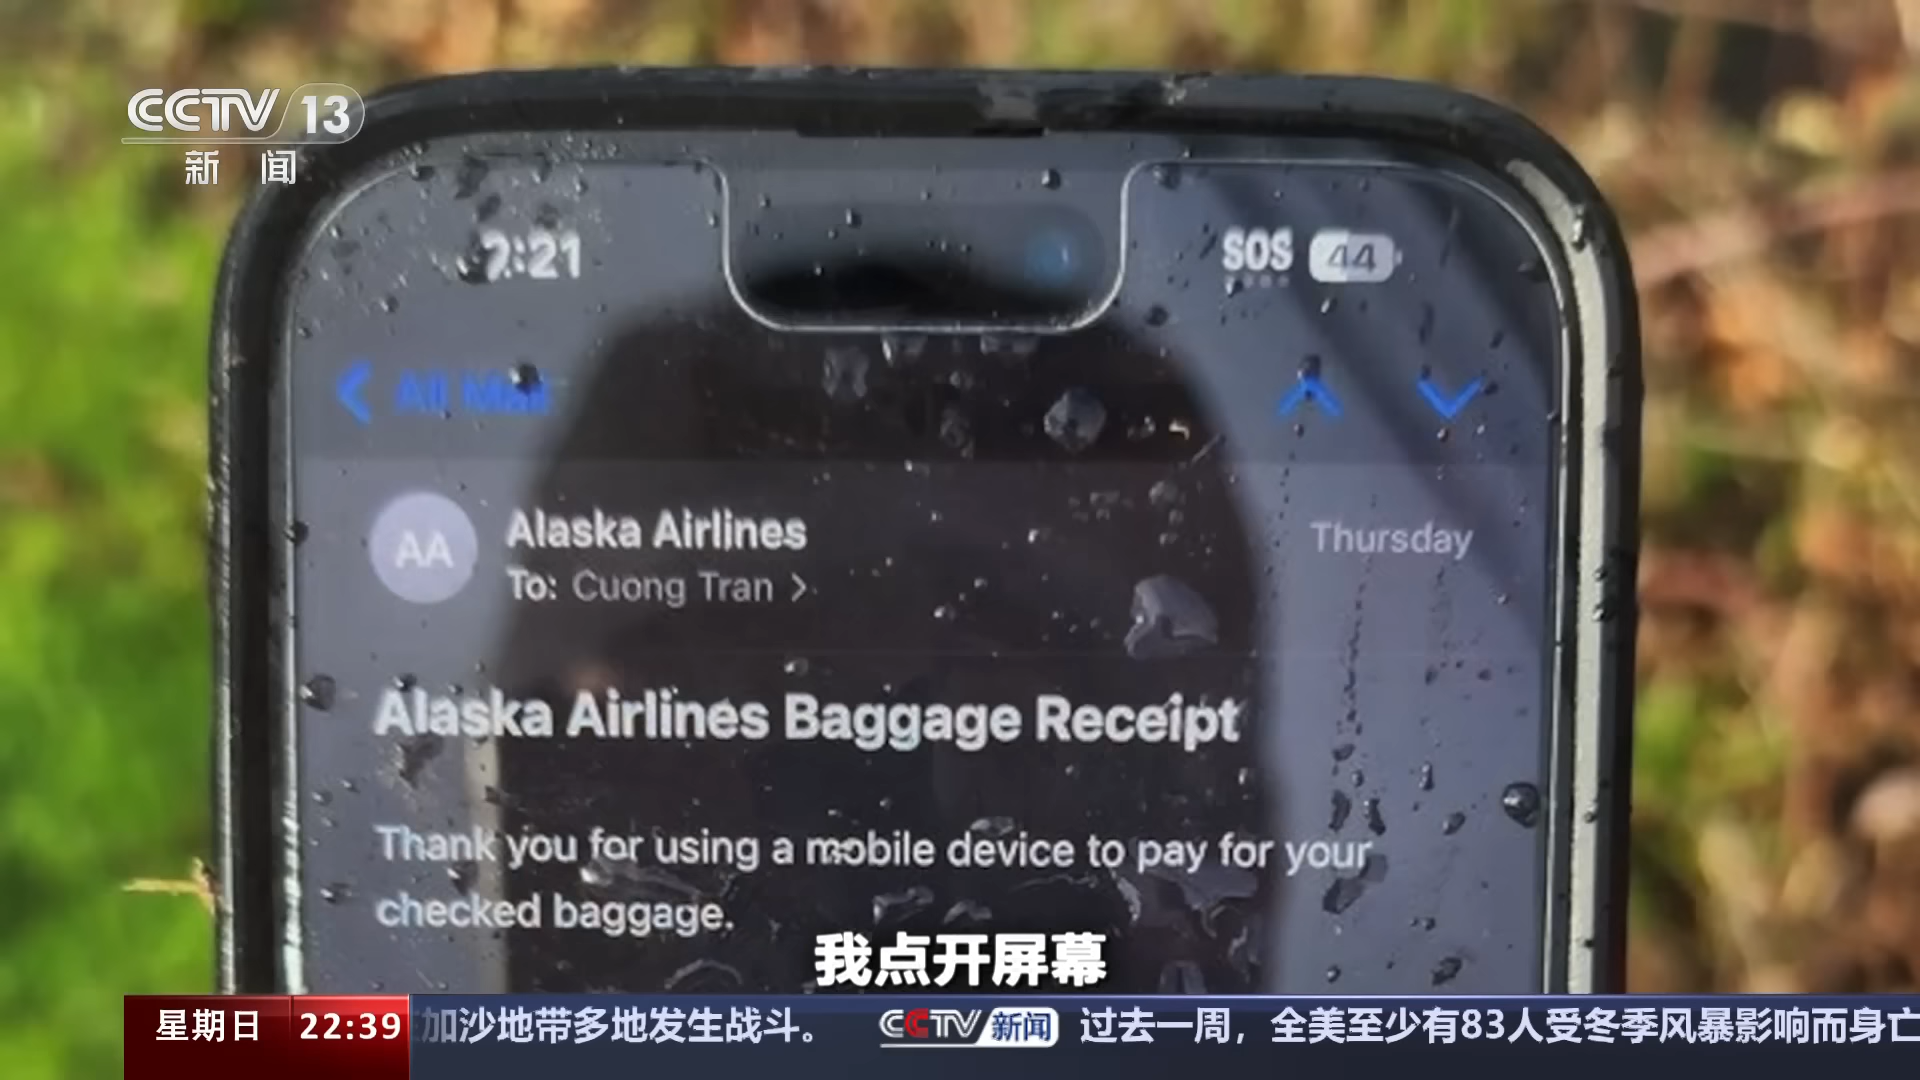 CCTV 13
新闻
2:21
SOS 44
All Mail
AA
Alaska Airlines
Thursday
To: Cuong Tran
Alaska Airlines Baggage Receipt
Thank you for using a mobile device to pay for your
checked baggage.
我点开屏幕
星期日 22:39 加沙地带多地发生战斗。 CCTV 新闻 过去一周，全美至少有83人受冬季风暴影响而身亡